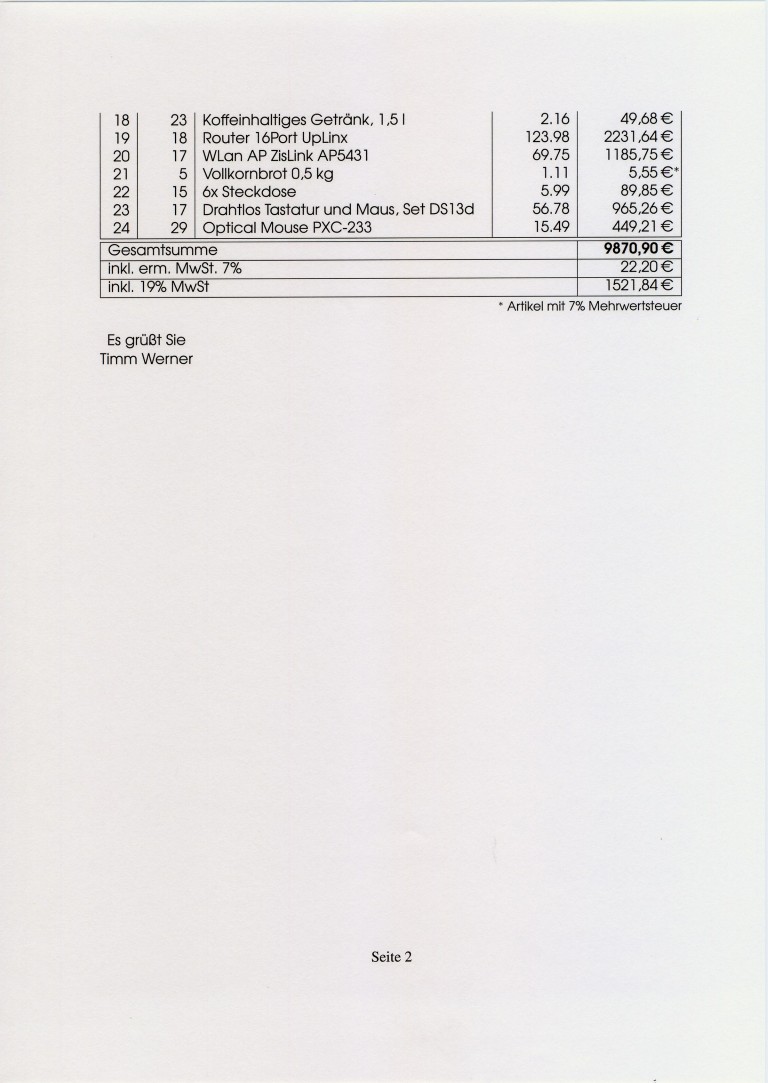 18 23 Koffeinhaltiges Getränk, 1,5 l 2.16 49,68 €
19 18 Router 16Port UpLinx 123.98 2231,64 €
20 17 WLan AP ZisLink AP5431 69.75 1185,75 €
21 5 Vollkornbrot 0,5 kg 1.11 5,55 €*
22 15 6x Steckdose 5.99 89,85 €
23 17 Drahtlos Tastatur und Maus, Set DS13d 56.78 965,26 €
24 29 Optical Mouse PXC-233 15.49 449,21 €
Gesamtsumme 9870,90 €
inkl. erm. MwSt. 7% 22,20 €
inkl. 19% MwSt 1521,84 €
* Artikel mit 7% Mehrwertsteuer
Es grüßt Sie
Timm Werner
Seite 2